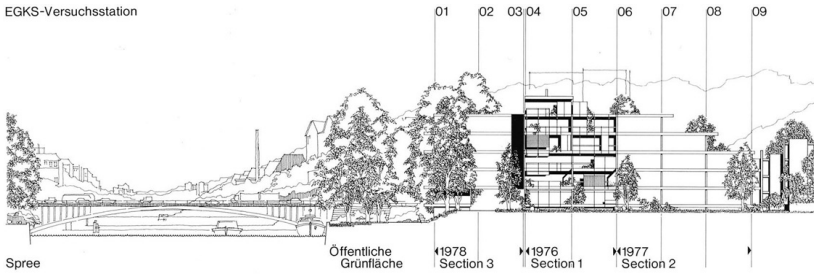 EGKS-Versuchsstation
01 02 03 04 05 06 07 08 09
Spree
Öffentliche
Grünfläche
1978
Section 3
1976
Section 1
1977
Section 2